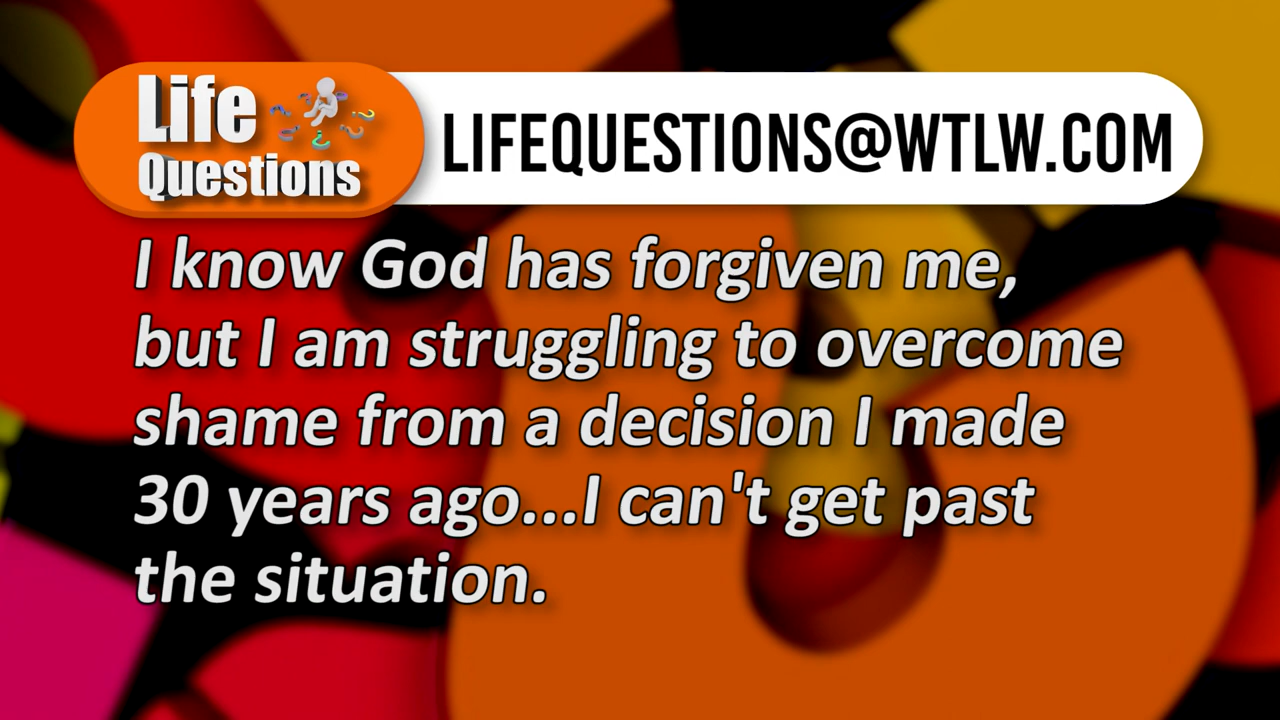 Life
Questions
LIFEQUESTIONS@WTLW.COM
I know God has forgiven me,
but I am struggling to overcome
shame from a decision I made
30 years ago...I can't get past
the situation.